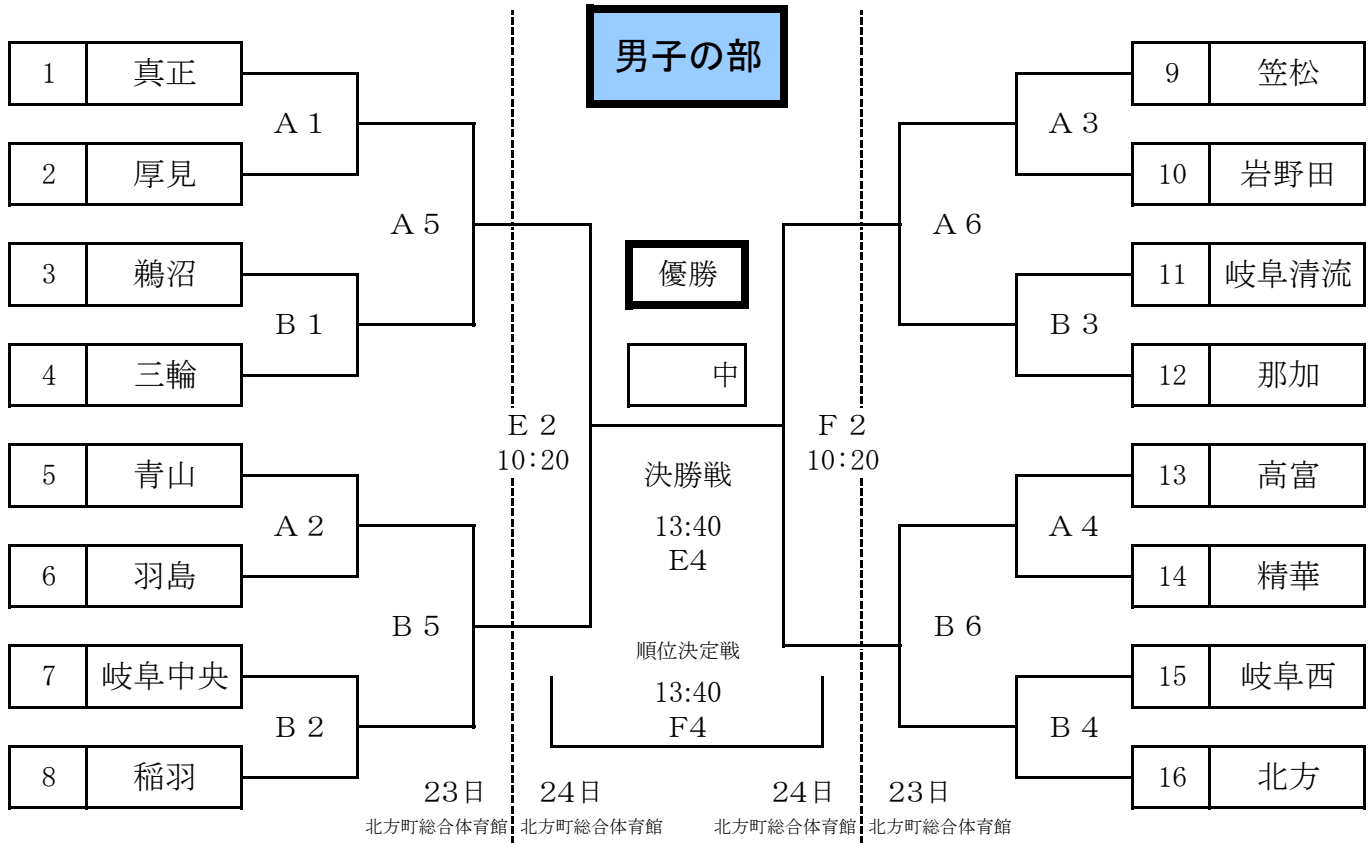 男子の部
1 真正
2 厚見
3 鵜沼
4 三輪
5 青山
6 羽島
7 岐阜中央
8 稲羽
A 1
B 1
A 2
B 2
A 5
B 5
E 2
10:20
優勝
中
決勝戦
13:40
E4
順位決定戦
13:40
F4
F 2
10:20
A 6
B 6
A 3
B 3
A 4
B 4
9 笠松
10 岩野田
11 岐阜清流
12 那加
13 高富
14 精華
15 岐阜西
16 北方
23日 24日 24日 23日
北方町総合体育館 北方町総合体育館 北方町総合体育館 北方町総合体育館